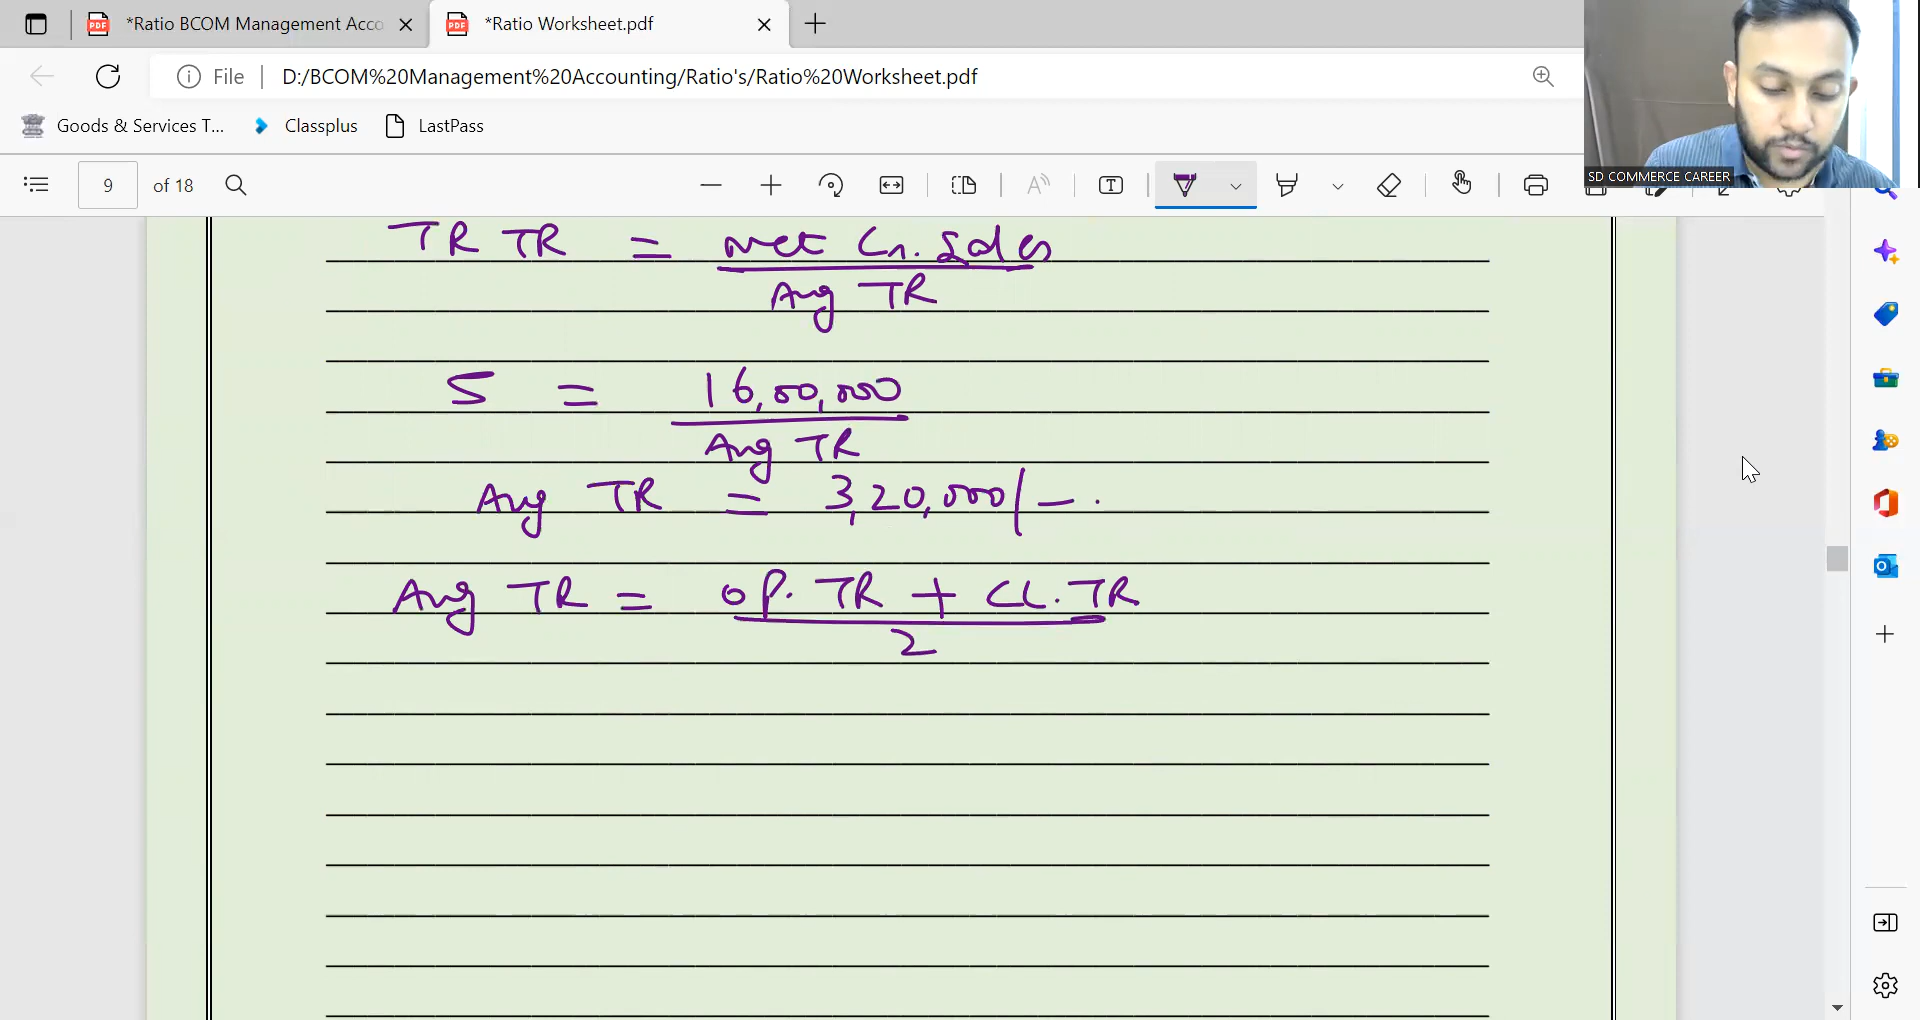 *Ratio BCOM Management Acco
*Ratio Worksheet.pdf
File
D:/BCOM%20Management%20Accounting/Ratio's/Ratio%20Worksheet.pdf
Goods & Services T...
Classplus
LastPass
SD COMMERCE CAREER
9 of 18
TR TR = Net Cr. Sales
Avg TR
5 = 16,00,000
Avg TR
Avg TR = 3,20,000/-.
Avg TR = OP. TR + CL. TR
2